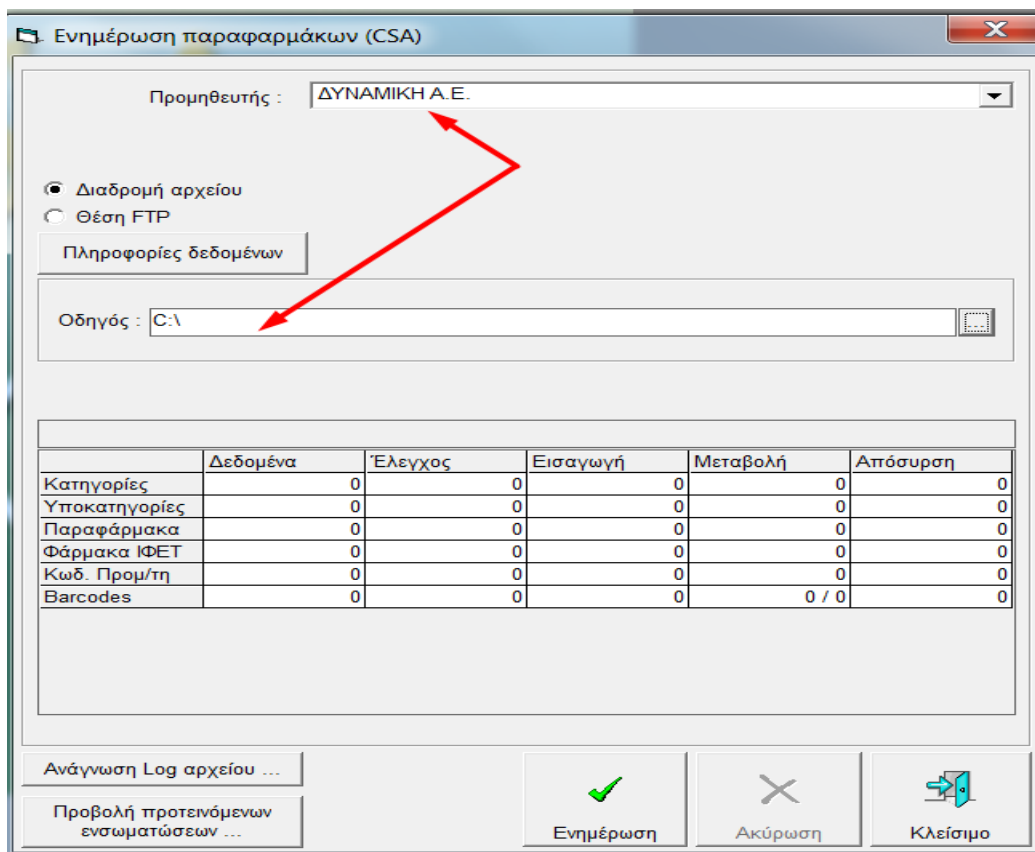 Ενημέρωση παραφαρμάκων (CSA)
Προμηθευτής : ΔΥΝΑΜΙΚΗ Α.Ε.
Διαδρομή αρχείου
Θέση FTP
Πληροφορίες δεδομένων
Οδηγός : C:\ ...
Δεδομένα Έλεγχος Εισαγωγή Μεταβολή Απόσυρση
Κατηγορίες 0 0 0 0 0
Υποκατηγορίες 0 0 0 0 0
Παραφάρμακα 0 0 0 0 0
Φάρμακα ΙΦΕΤ 0 0 0 0 0
Κωδ. Προμ/τη 0 0 0 0 0
Barcodes 0 0 0 0 / 0 0
Ανάγνωση Log αρχείου ...
Προβολή προτεινόμενων
ενσωματώσεων ...
Ενημέρωση Ακύρωση Κλείσιμο